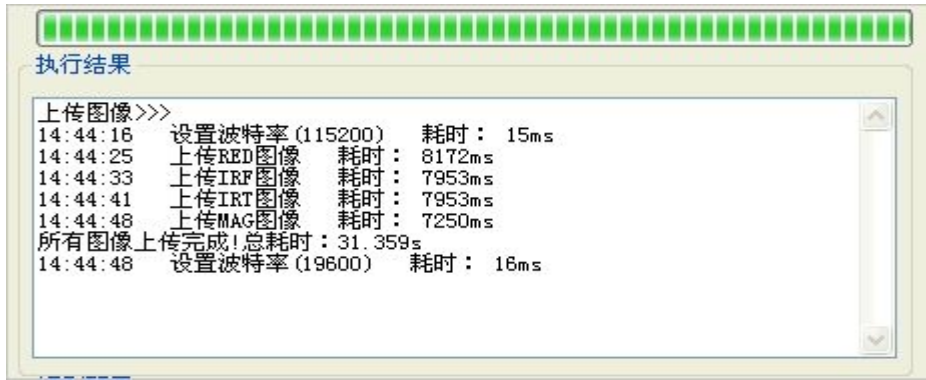 执行结果
上传图像>>>
14:44:16 设置波特率(115200) 耗时： 15ms
14:44:25 上传RED图像 耗时： 8172ms
14:44:33 上传IRF图像 耗时： 7953ms
14:44:41 上传IRT图像 耗时： 7953ms
14:44:48 上传MAG图像 耗时： 7250ms
所有图像上传完成!总耗时：31.359s
14:44:48 设置波特率(19600) 耗时： 16ms